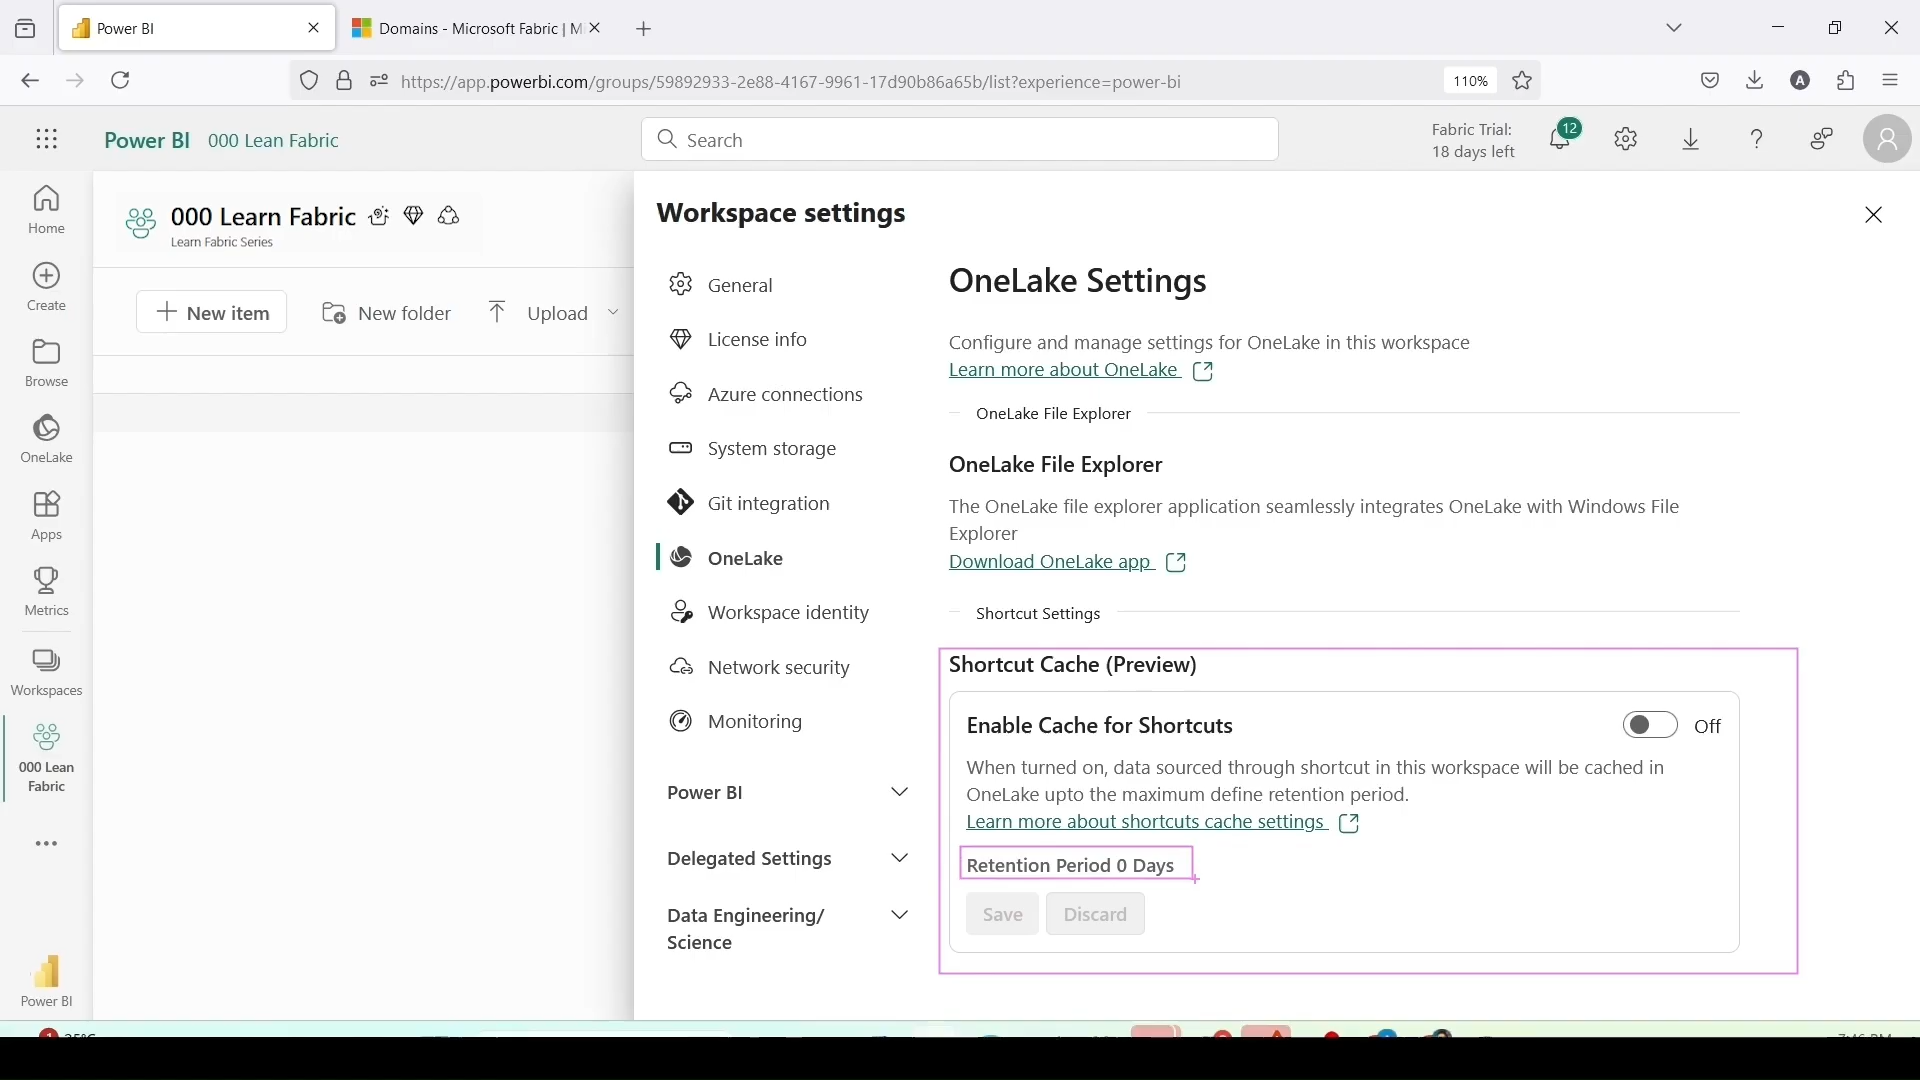 Power BI
Domains - Microsoft Fabric | Mi
https://app.powerbi.com/groups/59892933-2e88-4167-9961-17d90b86a65b/list?experience=power-bi
110%
A
Power BI
000 Lean Fabric
Search
Fabric Trial:
18 days left
12
?
Home
Create
Browse
OneLake
Apps
Metrics
Workspaces
000 Lean
Fabric
Power BI
000 Learn Fabric
Learn Fabric Series
New item
New folder
Upload
Workspace settings
General
License info
Azure connections
System storage
Git integration
OneLake
Workspace identity
Network security
Monitoring
Power BI
Delegated Settings
Data Engineering/
Science
OneLake Settings
Configure and manage settings for OneLake in this workspace
Learn more about OneLake
OneLake File Explorer
OneLake File Explorer
The OneLake file explorer application seamlessly integrates OneLake with Windows File
Explorer
Download OneLake app
Shortcut Settings
Shortcut Cache (Preview)
Enable Cache for Shortcuts
Off
When turned on, data sourced through shortcut in this workspace will be cached in
OneLake upto the maximum define retention period.
Learn more about shortcuts cache settings
Retention Period 0 Days
Save
Discard